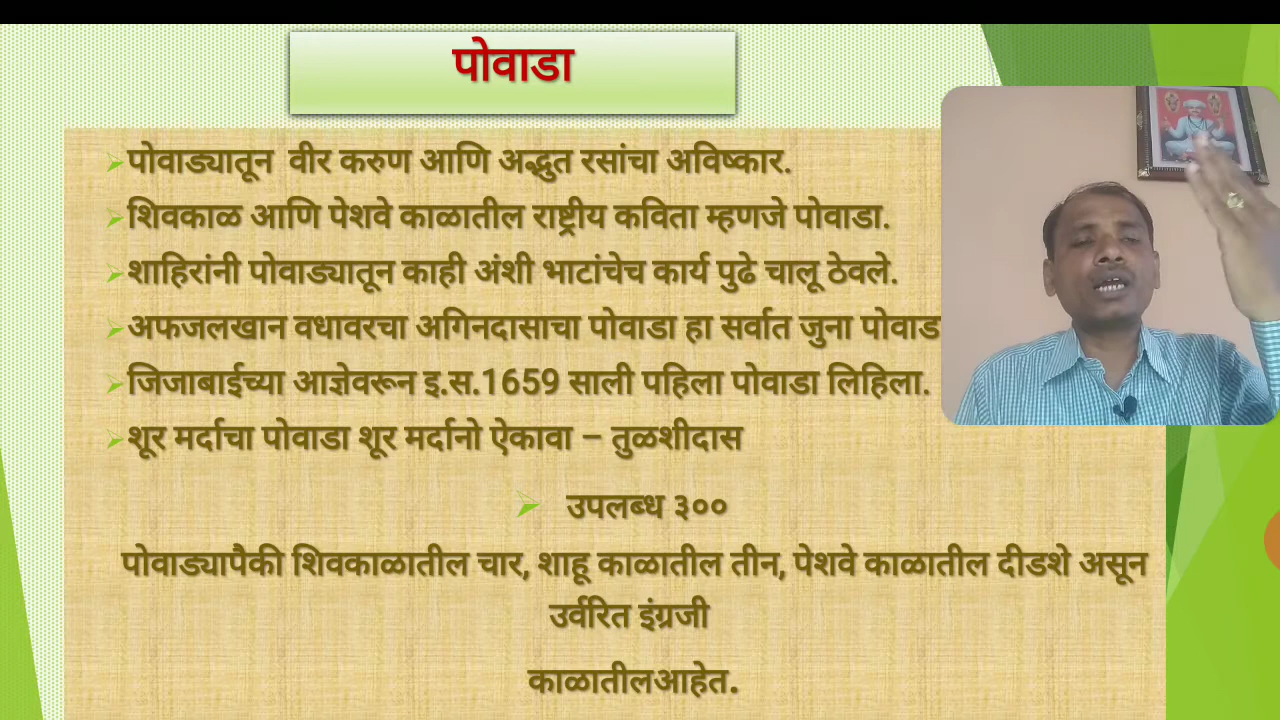 पोवाडा
पोवाड्यातून वीर करुण आणि अद्भुत रसांचा अविष्कार.
शिवकाळ आणि पेशवे काळातील राष्ट्रीय कविता म्हणजे पोवाडा.
शाहिरांनी पोवाड्यातून काही अंशी भाटांचेच कार्य पुढे चालू ठेवले.
अफजलखान वधावरचा अगिनदासाचा पोवाडा हा सर्वात जुना
जिजाबाईच्या आज्ञेवरून इ.स.1659 साली पहिला पोवाडा लिहिला.
शूर मर्दाचा पोवाडा शूर मर्दानो ऐकावा – तुळशीदास
उपलब्ध ३००
पोवाड्यापैकी शिवकाळातील चार, शाहू काळातील तीन, पेशवे काळातील दीडशे असून
उर्वरित इंग्रजी
काळातीलआहेत.